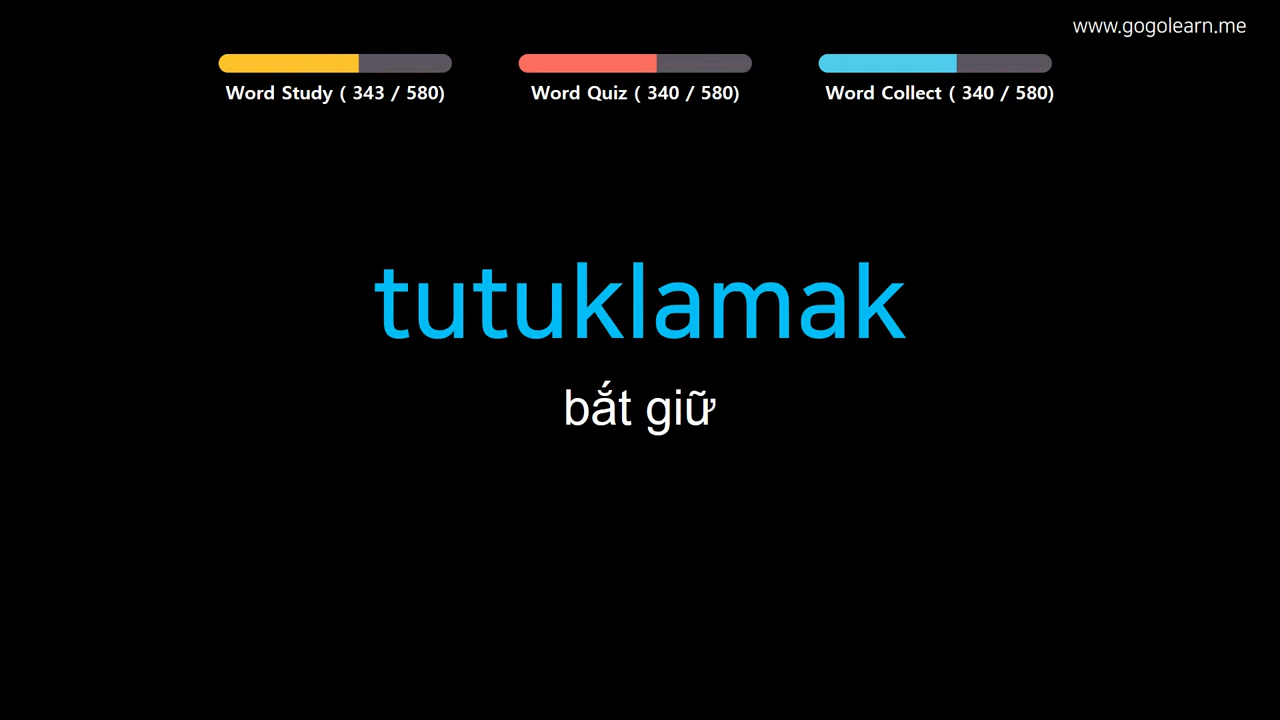 www.gogolearn.me
Word Study ( 343 / 580)
Word Quiz ( 340 / 580)
Word Collect ( 340 / 580)
tutuklamak
bắt giữ